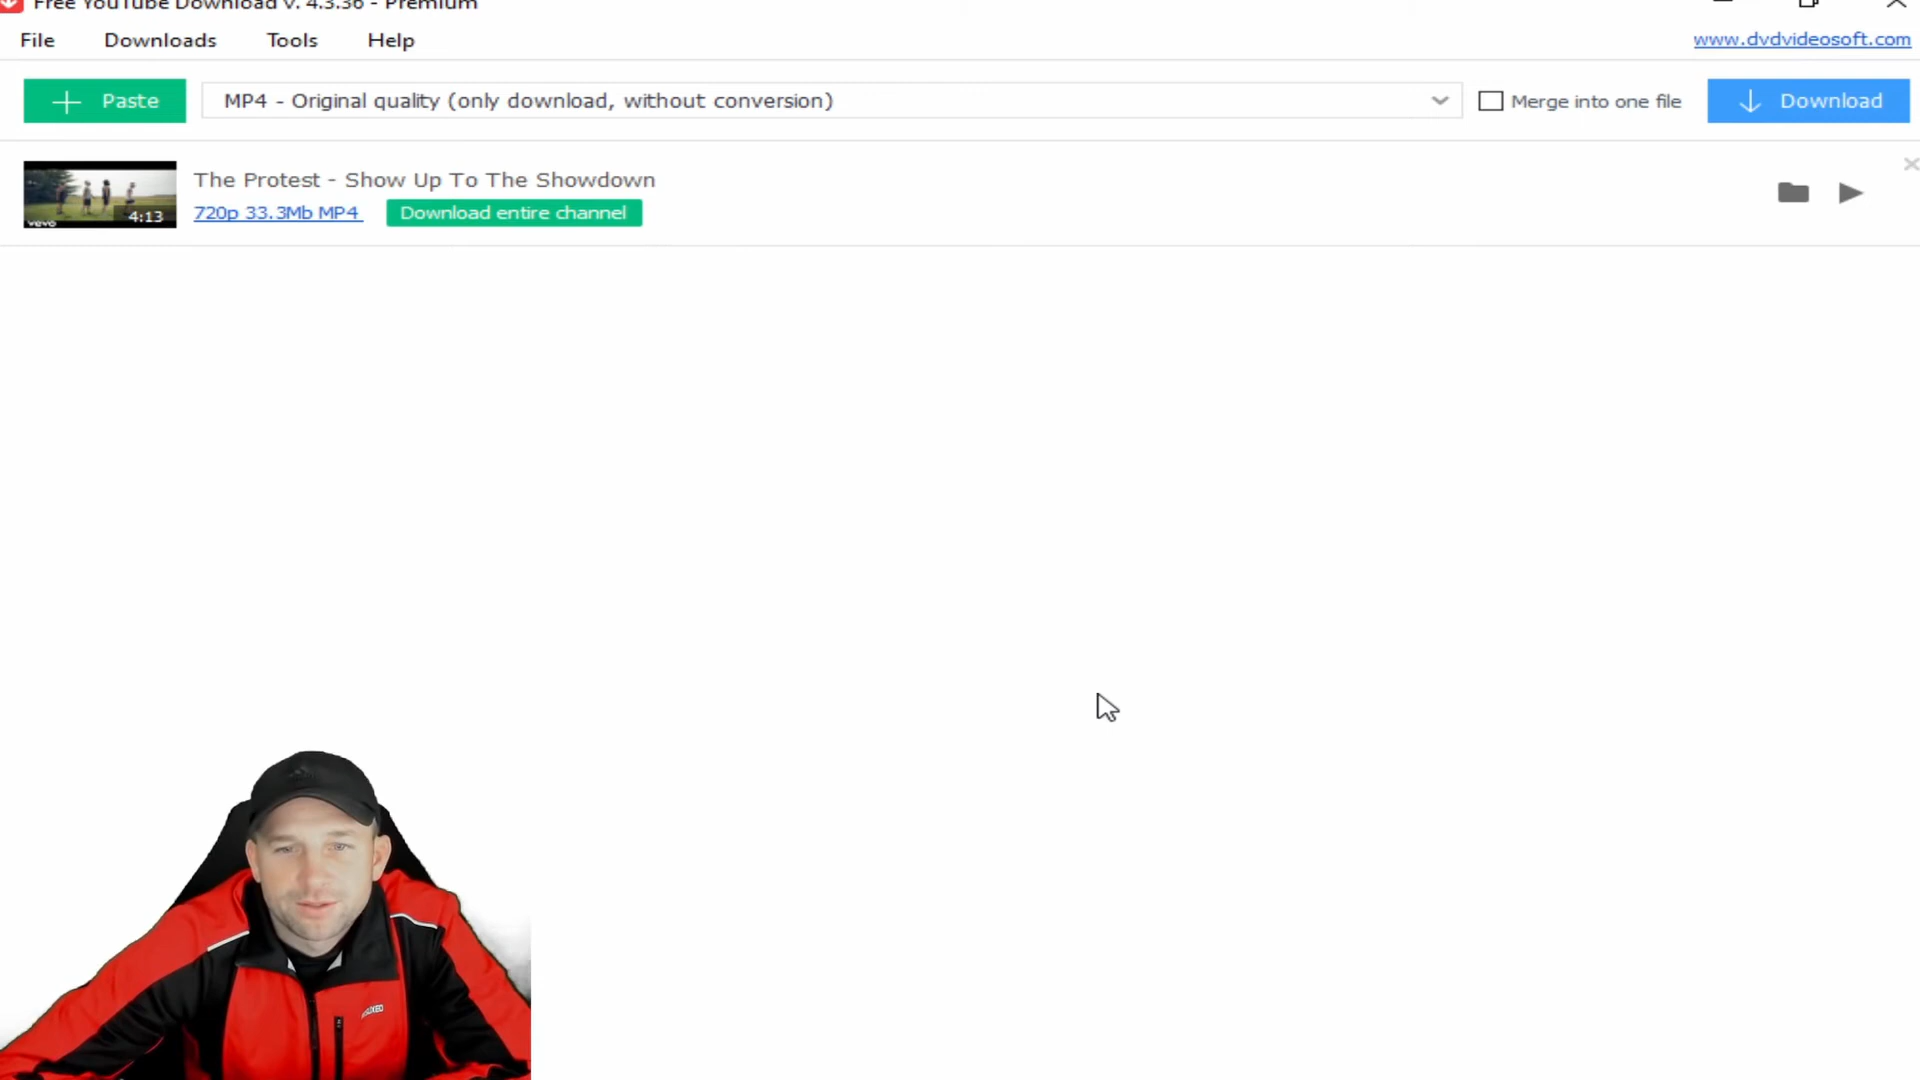 Free YouTube Download v. 4.3.36 - Premium
File Downloads Tools Help www.dvdvideosoft.com
Paste MP4 - Original quality (only download, without conversion) Merge into one file Download
The Protest - Show Up To The Showdown
4:13
vevo
720p 33.3Mb MP4 Download entire channel